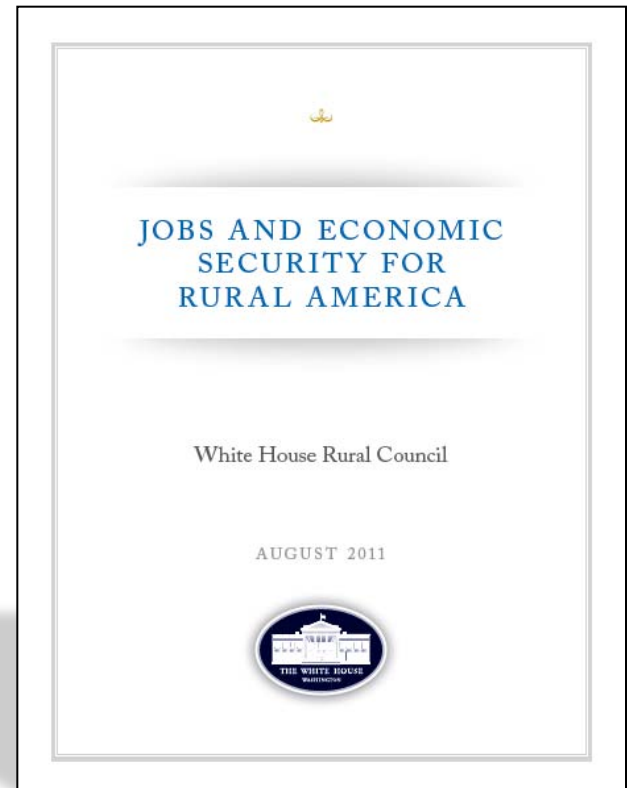 JOBS AND ECONOMIC
SECURITY FOR
RURAL AMERICA
White House Rural Council
AUGUST 2011
THE WHITE HOUSE
WASHINGTON